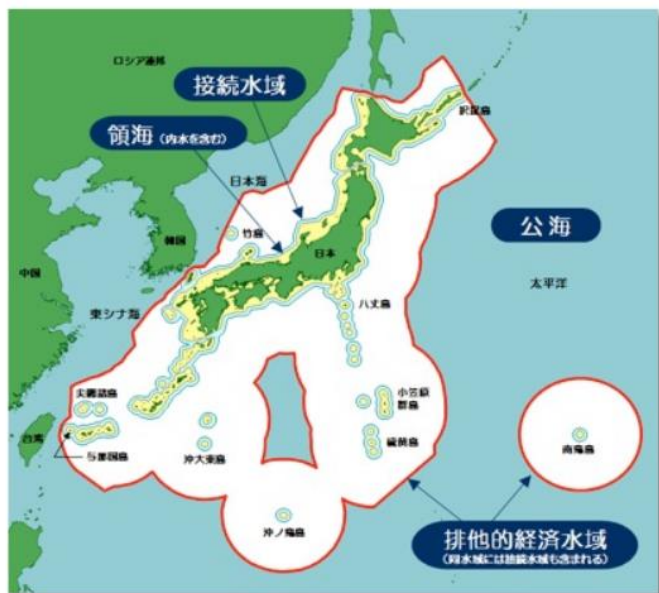 ロシア連邦
接続水域
択捉島
領海（内水を含む）
日本海
竹島
公海
韓国
日本
中国
太平洋
八丈島
東シナ海
尖閣諸島
小笠原
群島
台湾
硫黄島
沖大東島
南鳥島
与那国島
沖ノ鳥島
排他的経済水域
（同水域には接続水域も含まれる）